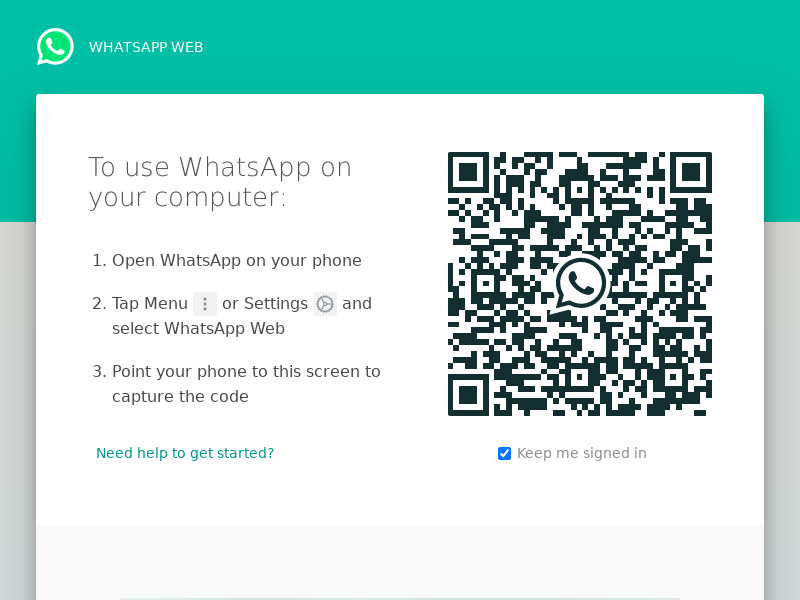 WHATSAPP WEB
To use WhatsApp on
your computer:
1. Open WhatsApp on your phone
2. Tap Menu or Settings and
select WhatsApp Web
3. Point your phone to this screen to
capture the code
Need help to get started?
Keep me signed in